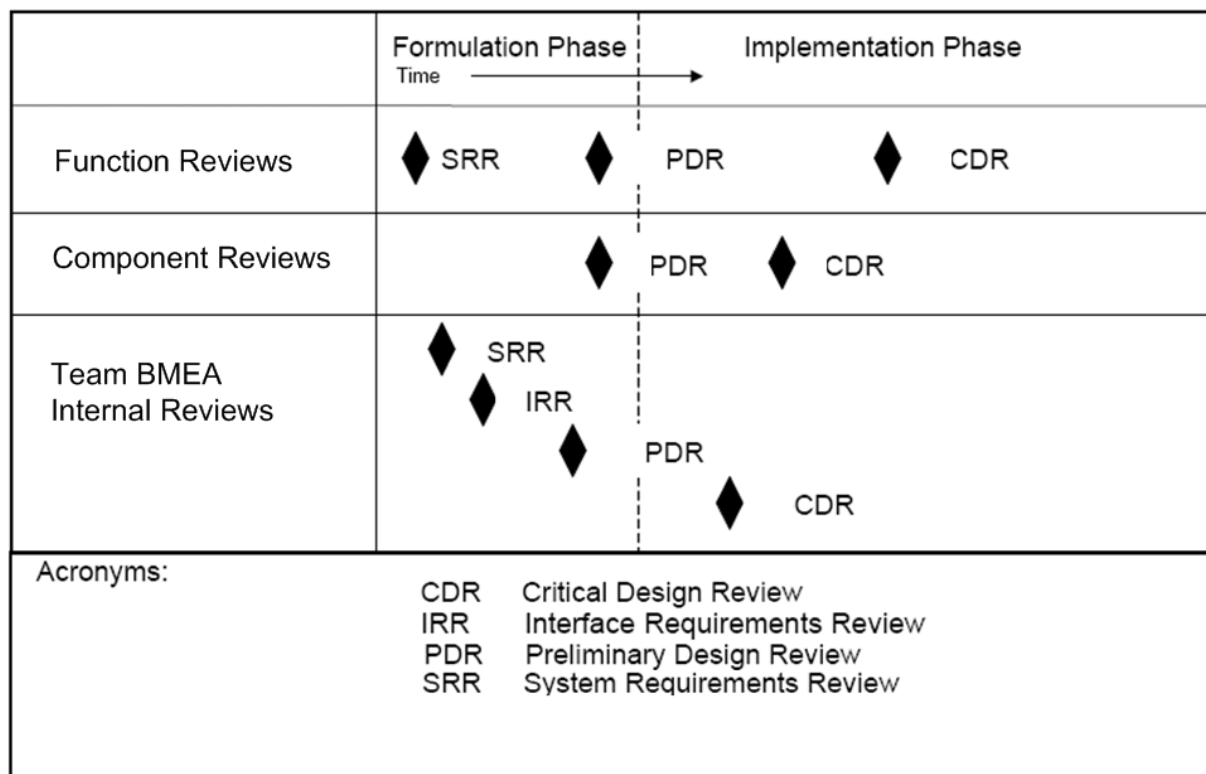 Formulation Phase
Implementation Phase
Time
Function Reviews
SRR
PDR
CDR
Component Reviews
PDR
CDR
Team BMEA
Internal Reviews
SRR
IRR
PDR
CDR
Acronyms:
CDR Critical Design Review
IRR Interface Requirements Review
PDR Preliminary Design Review
SRR System Requirements Review